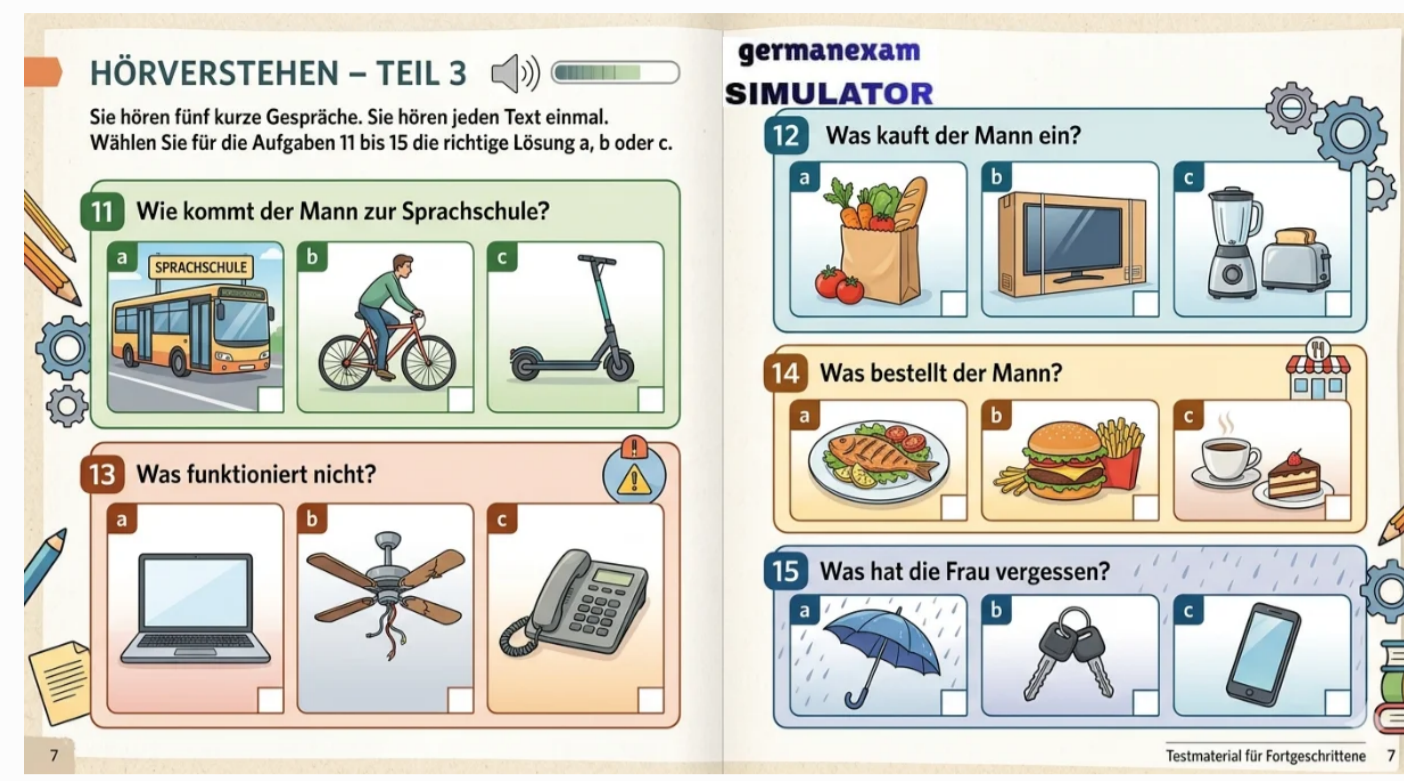 HÖRVERSTEHEN – TEIL 3
Sie hören fünf kurze Gespräche. Sie hören jeden Text einmal.
Wählen Sie für die Aufgaben 11 bis 15 die richtige Lösung a, b oder c.
11 Wie kommt der Mann zur Sprachschule?
a
SPRACHSCHULE
b
c
13 Was funktioniert nicht?
a
b
c
7
germanexam
SIMULATOR
12 Was kauft der Mann ein?
a
b
c
14 Was bestellt der Mann?
a
b
c
15 Was hat die Frau vergessen?
a
b
c
Testmaterial für Fortgeschrittene 7